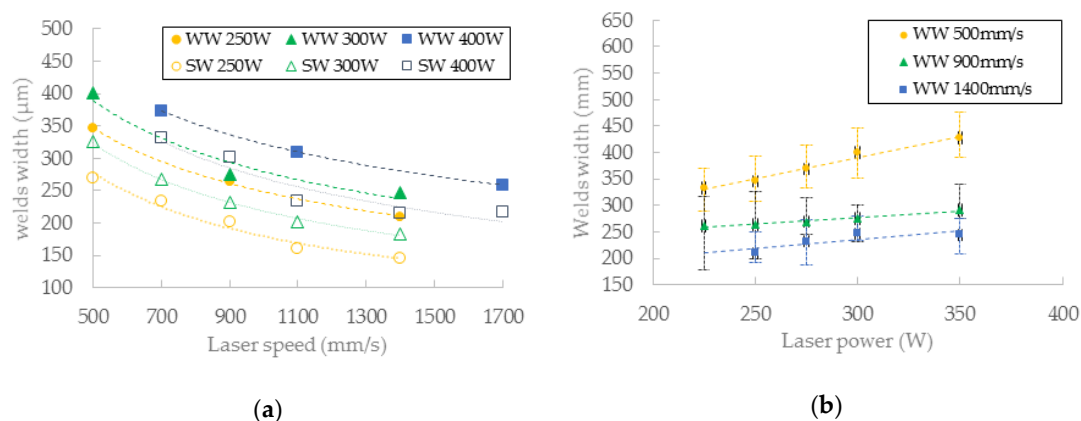 500
450
400
350
300
250
200
150
100
welds width (µm)
WW 250W WW 300W WW 400W
SW 250W SW 300W SW 400W
500 700 900 1100 1300 1500 1700
Laser speed (mm/s)
(a)
650
600
550
500
450
400
350
300
250
200
150
Welds width (mm)
WW 500mm/s
WW 900mm/s
WW 1400mm/s
200 250 300 350 400
Laser power (W)
(b)